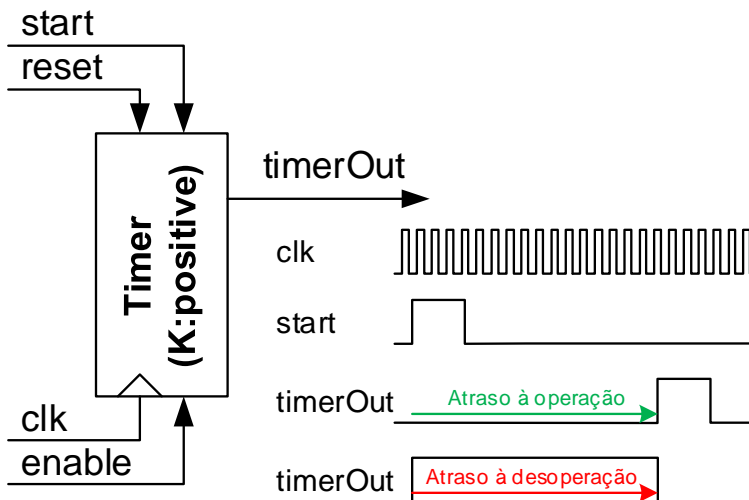 start
reset
timerOut
Timer
(K:positive)
clk
enable
clk
start
timerOut
Atraso à operação
timerOut
Atraso à desoperação